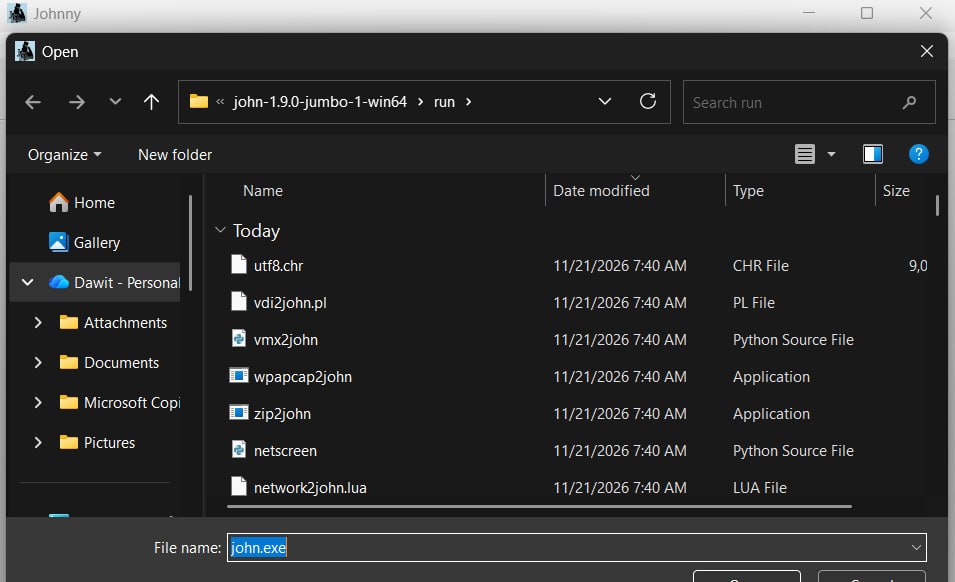 Johnny
Open
« john-1.9.0-jumbo-1-win64 › run ›
Search run
Organize
New folder
Name Date modified Type Size
Home
Gallery
Dawit - Personal
Attachments
Documents
Microsoft Copi
Pictures
Today
utf8.chr 11/21/2026 7:40 AM CHR File 9,0
vdi2john.pl 11/21/2026 7:40 AM PL File
vmx2john 11/21/2026 7:40 AM Python Source File
wpapcap2john 11/21/2026 7:40 AM Application
zip2john 11/21/2026 7:40 AM Application
netscreen 11/21/2026 7:40 AM Python Source File
network2john.lua 11/21/2026 7:40 AM LUA File
File name: john.exe